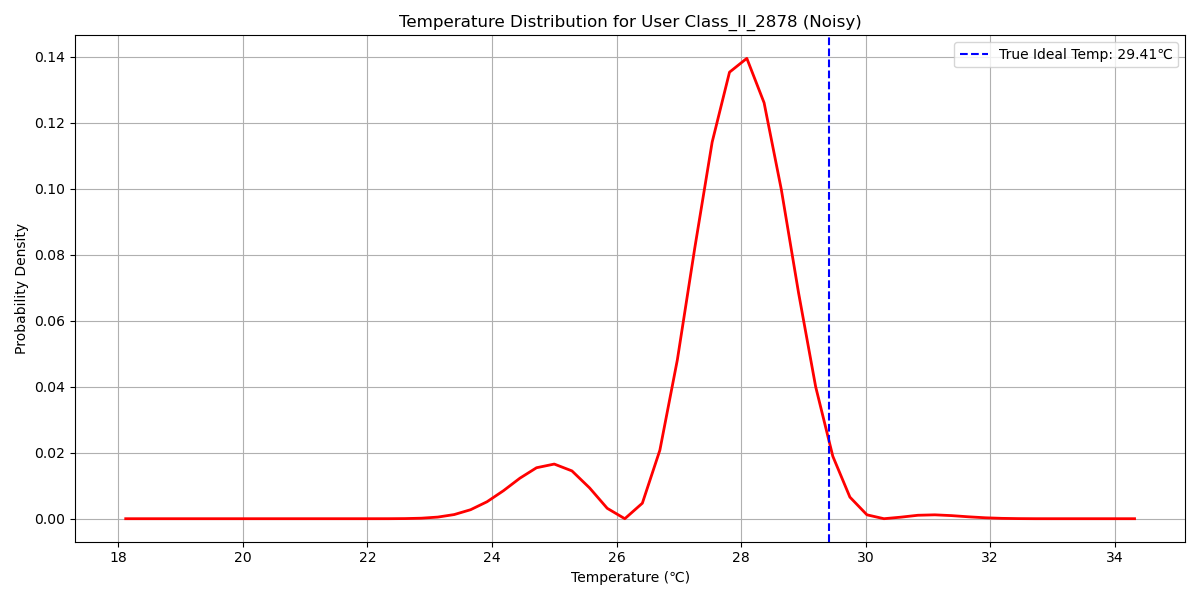 Temperature Distribution for User Class_II_2878 (Noisy)
True Ideal Temp: 29.41℃
Probability Density
0.14
0.12
0.10
0.08
0.06
0.04
0.02
0.00
18 20 22 24 26 28 30 32 34
Temperature (℃)